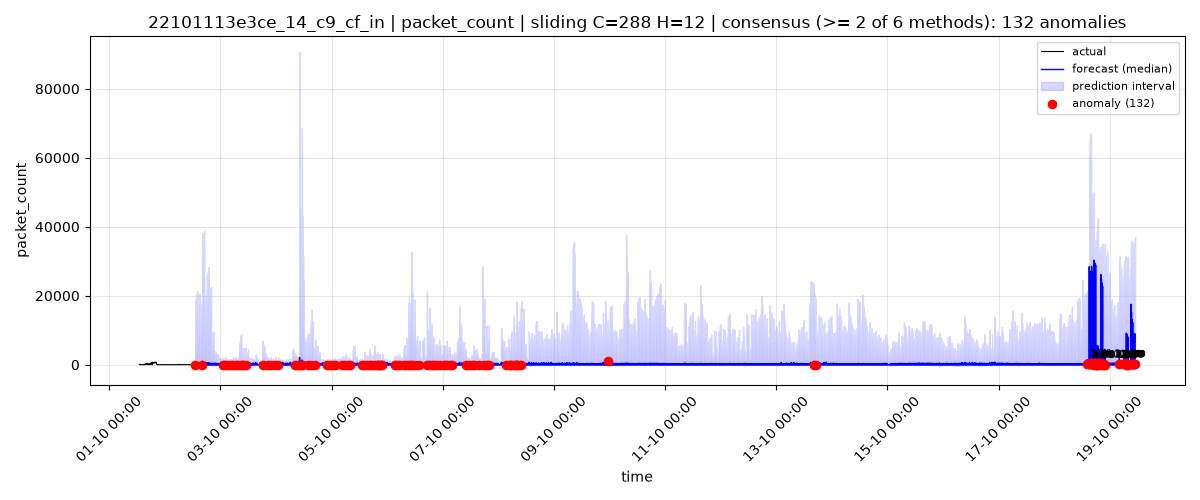 22101113e3ce_14_c9_cf_in | packet_count | sliding C=288 H=12 | consensus (>= 2 of 6 methods): 132 anomalies
actual
forecast (median)
prediction interval
anomaly (132)
packet_count
80000
60000
40000
20000
0
01-10 00:00
03-10 00:00
05-10 00:00
07-10 00:00
09-10 00:00
11-10 00:00
13-10 00:00
15-10 00:00
17-10 00:00
19-10 00:00
time